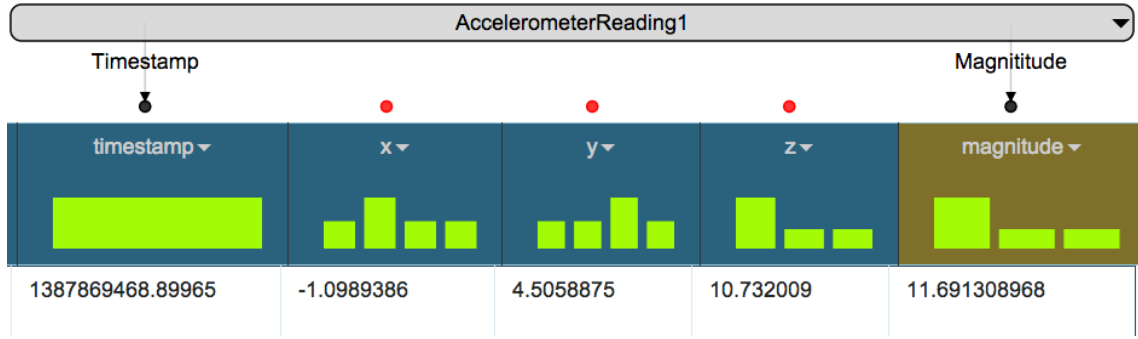 AccelerometerReading1
Timestamp Magnititude
timestamp x y z magnitude
1387869468.89965 -1.0989386 4.5058875 10.732009 11.691308968